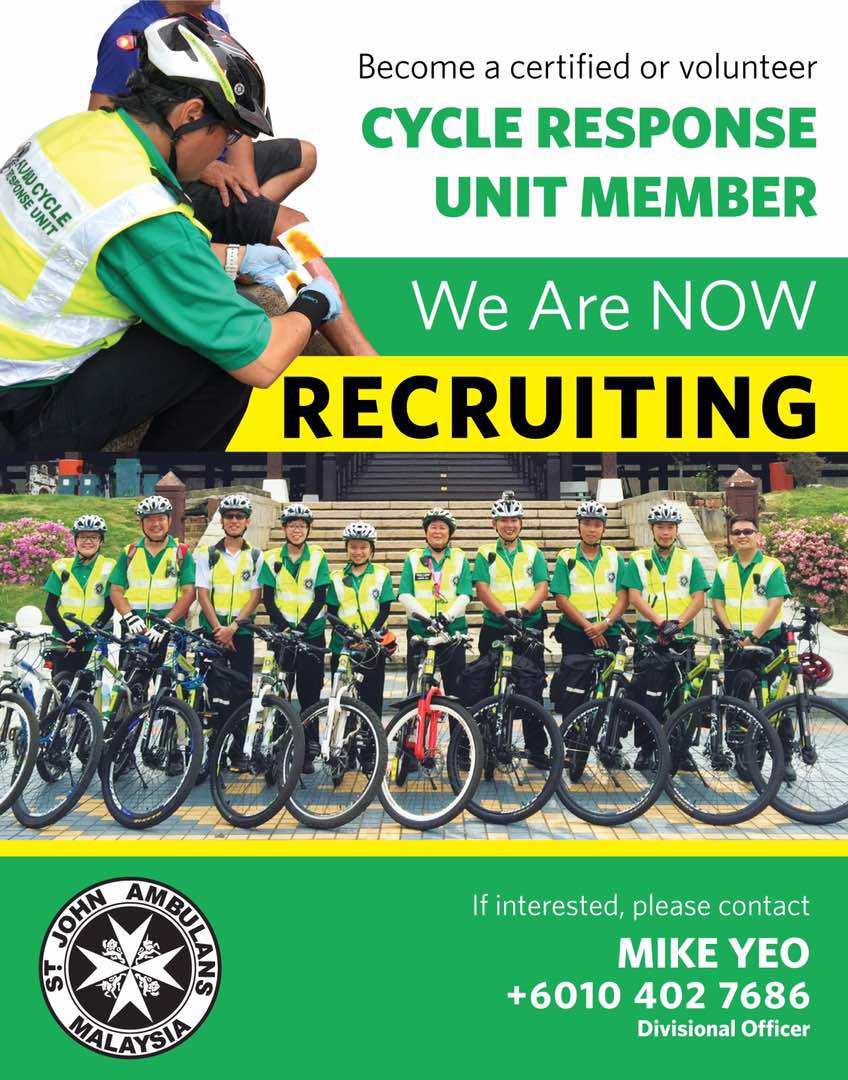 Become a certified or volunteer
CYCLE RESPONSE
UNIT MEMBER
CYCLE
RESPONSE UNIT
We Are NOW
RECRUITING
If interested, please contact
MIKE YEO
+6010 402 7686
Divisional Officer
ST JOHN AMBULANS
MALAYSIA